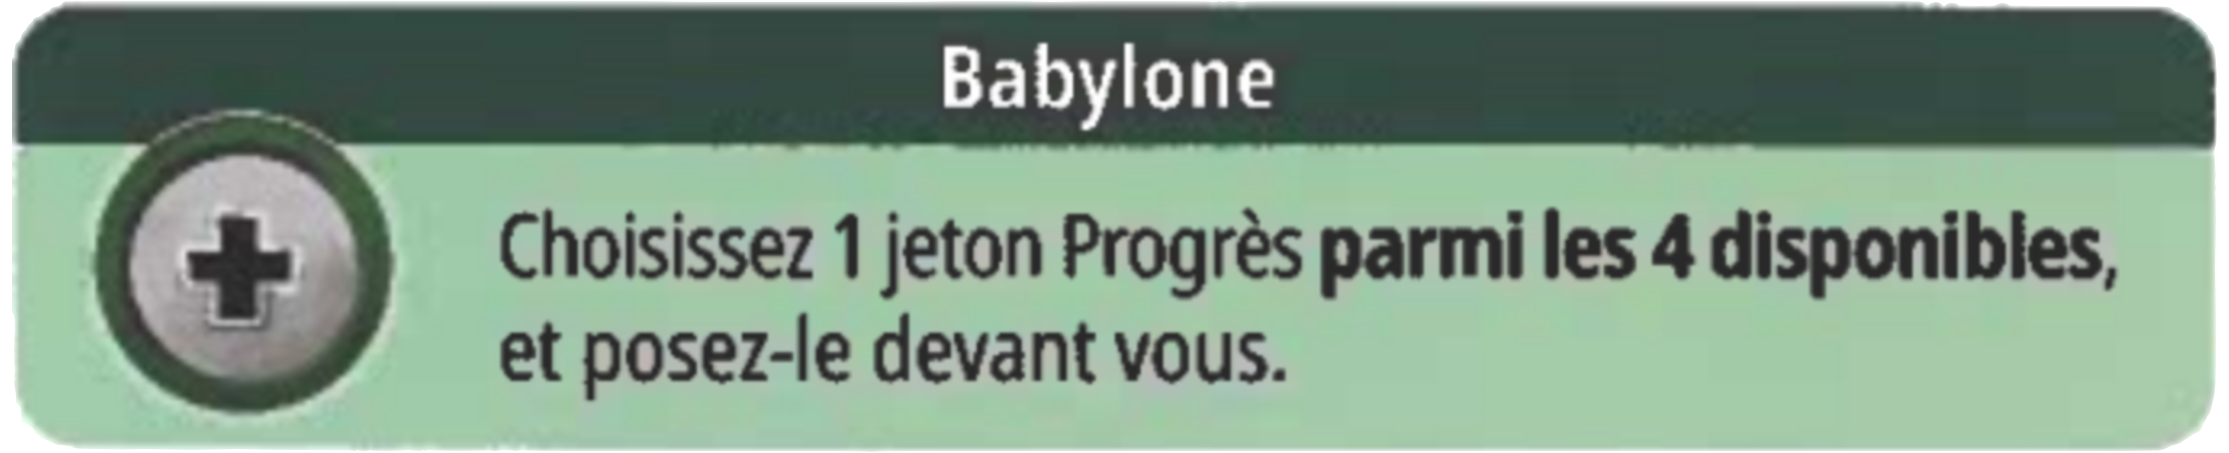 Babylone
Choisissez 1 jeton Progrès parmi les 4 disponibles,
et posez-le devant vous.